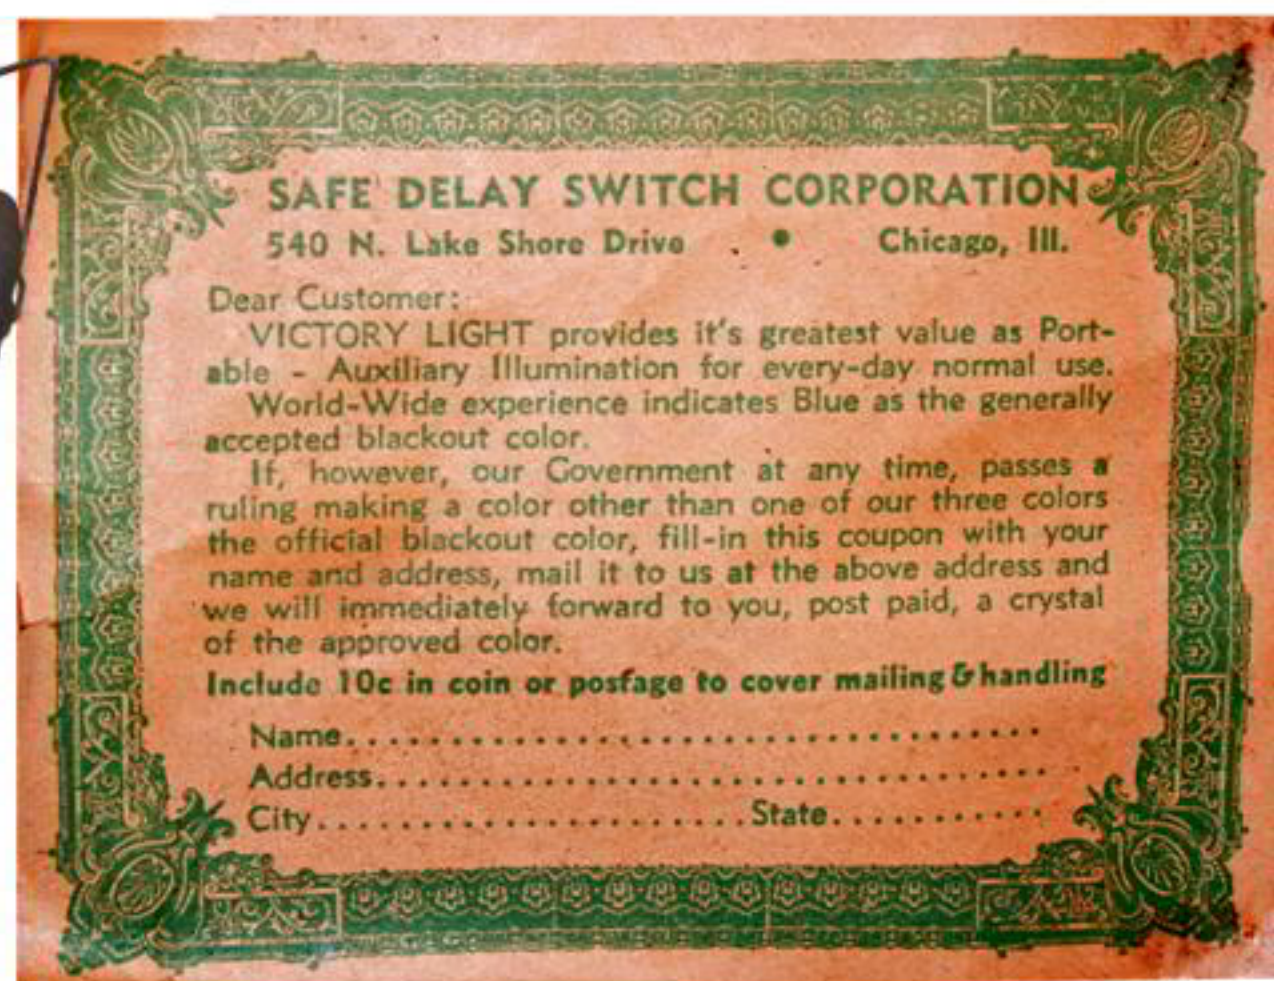 SAFE DELAY SWITCH CORPORATION
540 N. Lake Shore Drive • Chicago, Ill.
Dear Customer:
VICTORY LIGHT provides it's greatest value as Port-
able - Auxiliary Illumination for every-day normal use.
World-Wide experience indicates Blue as the generally
accepted blackout color.
If, however, our Government at any time, passes a
ruling making a color other than one of our three colors
the official blackout color, fill-in this coupon with your
name and address, mail it to us at the above address and
we will immediately forward to you, post paid, a crystal
of the approved color.
Include 10c in coin or posfage to cover mailing & handling
Name....................................
Address..................................
City......................State...........